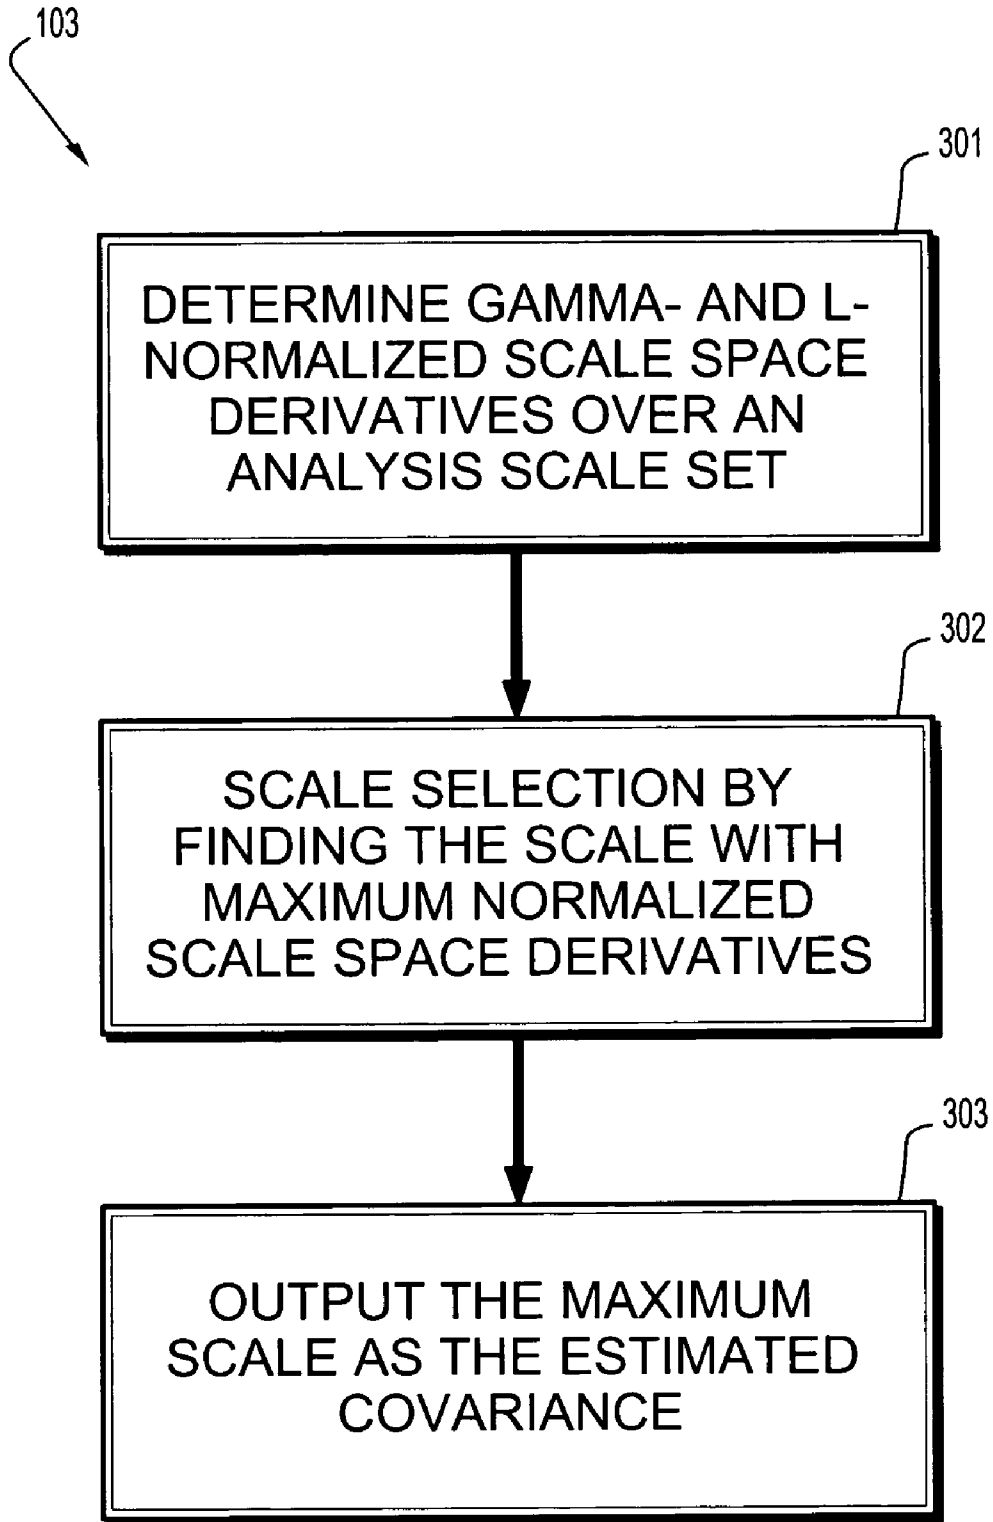 103
301
DETERMINE GAMMA- AND L-
NORMALIZED SCALE SPACE
DERIVATIVES OVER AN
ANALYSIS SCALE SET
302
SCALE SELECTION BY
FINDING THE SCALE WITH
MAXIMUM NORMALIZED
SCALE SPACE DERIVATIVES
303
OUTPUT THE MAXIMUM
SCALE AS THE ESTIMATED
COVARIANCE